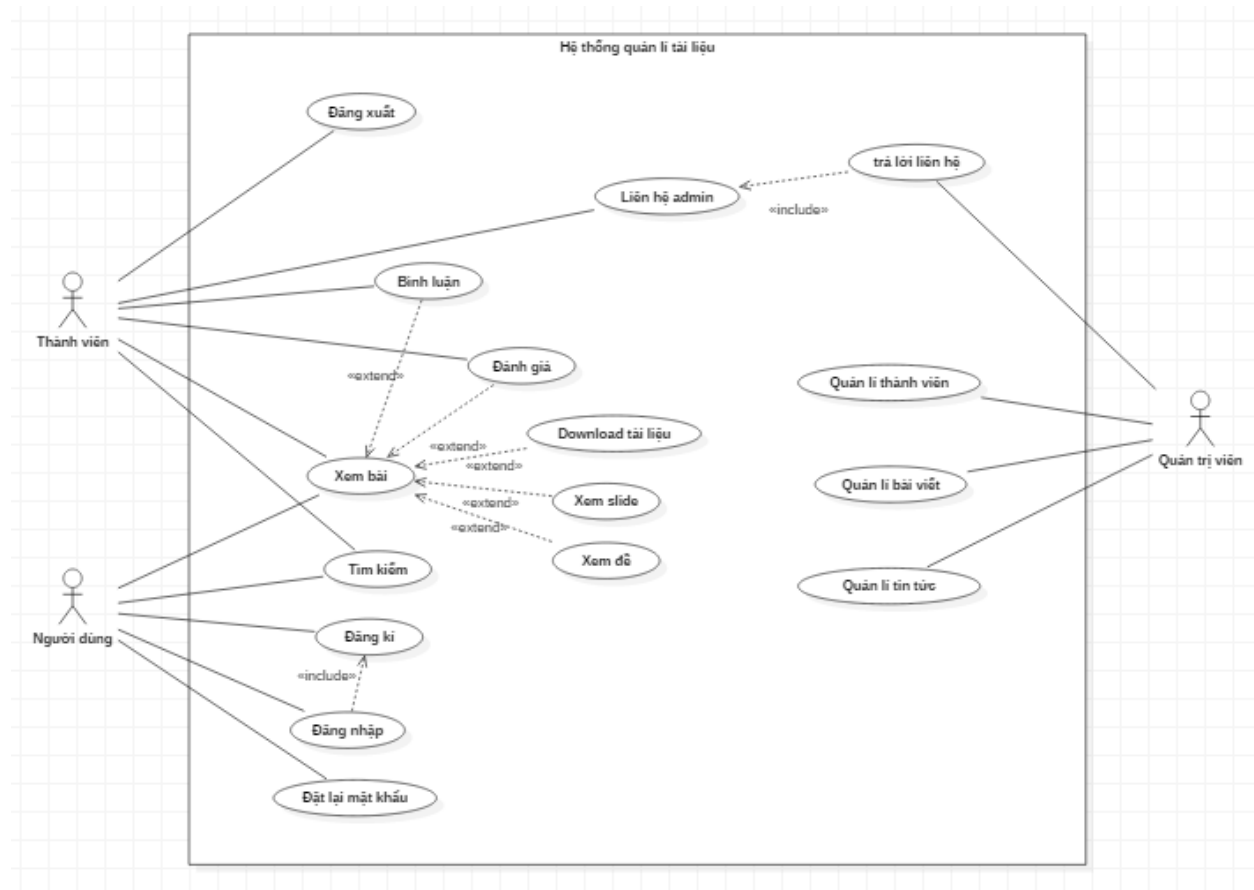 Hệ thống quản lí tài liệu
Đăng xuất
trả lời liên hệ
Liên hệ admin
«include»
Bình luận
Thành viên
Đánh giá
«extend»
Quản lí thành viên
Download tài liệu
«extend»
Quản trị viên
«extend»
Xem bài
Quản lí bài viết
Xem slide
«extend»
«extend»
Xem đề
Tìm kiếm
Quản lí tin tức
Người dùng
Đăng kí
«include»
Đăng nhập
Đặt lại mật khẩu